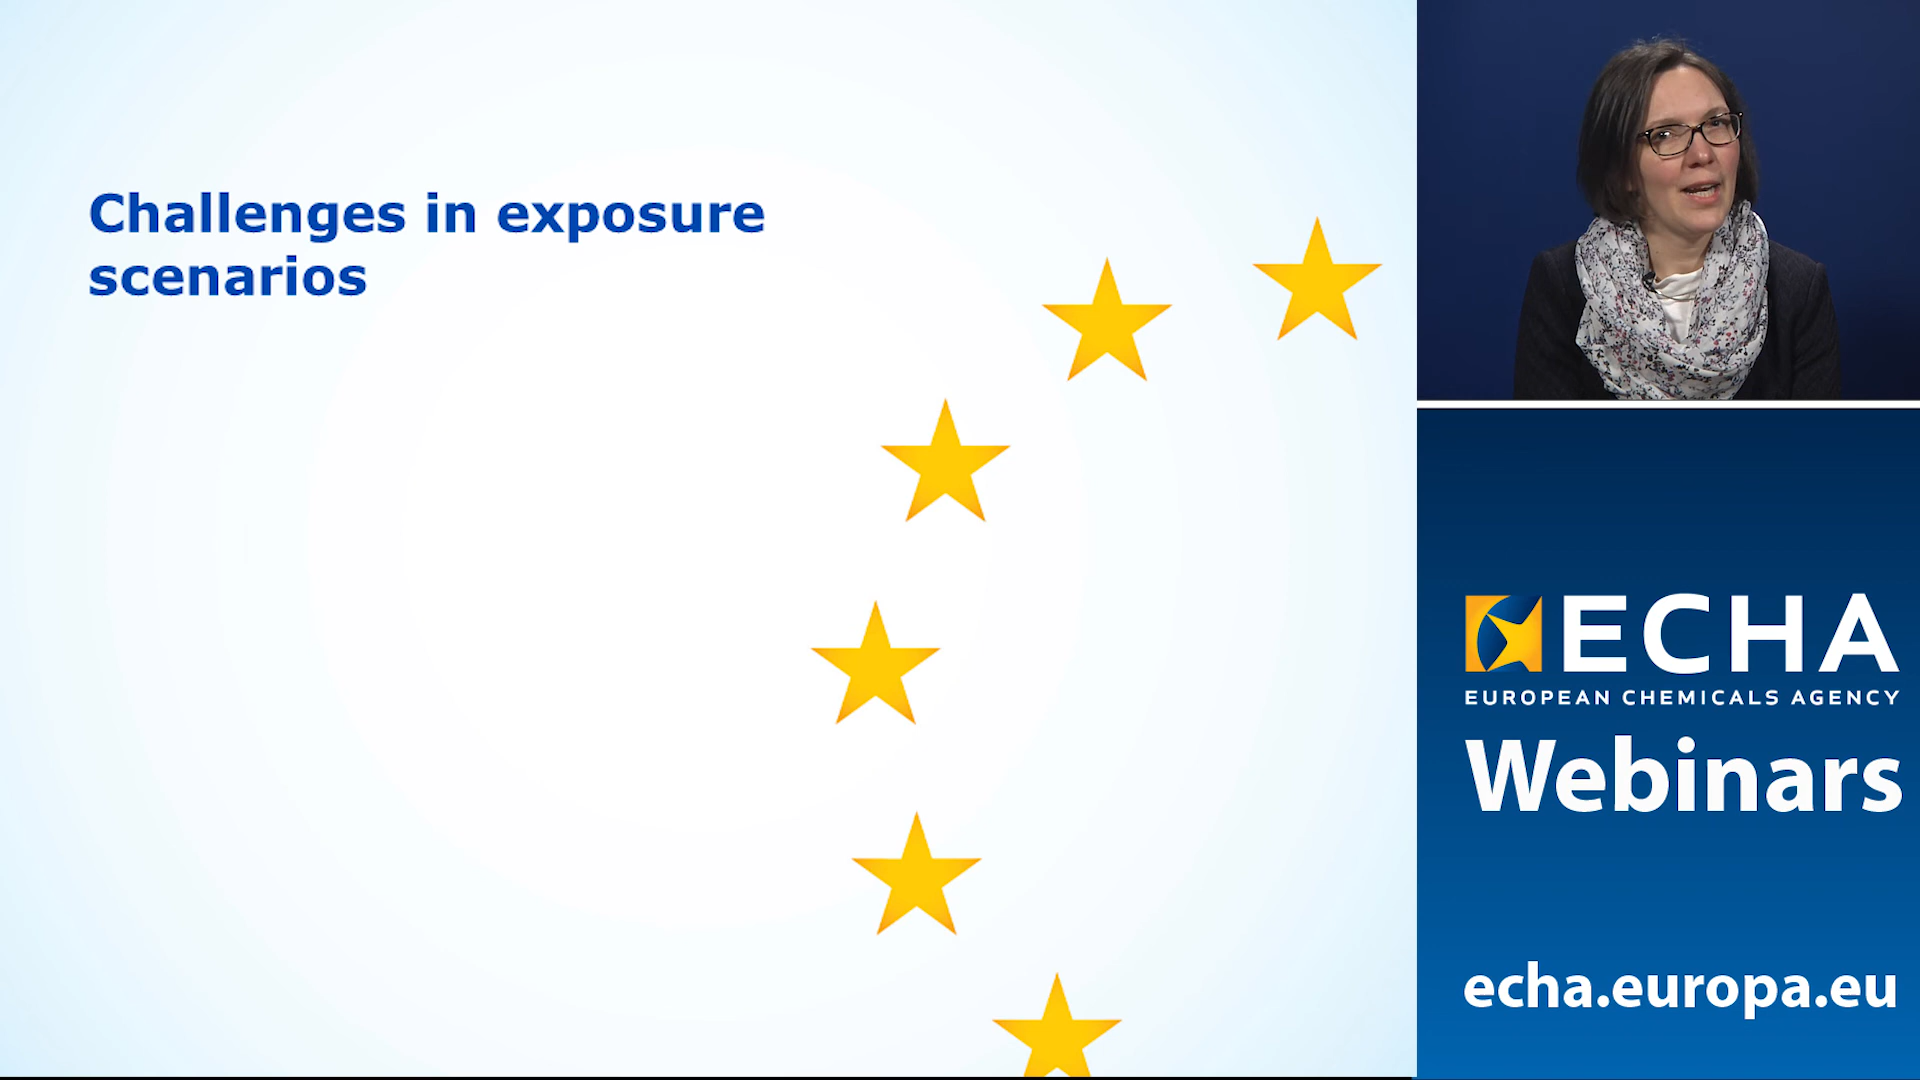 Challenges in exposure
scenarios
ECHA
EUROPEAN CHEMICALS AGENCY
Webinars
echa.europa.eu